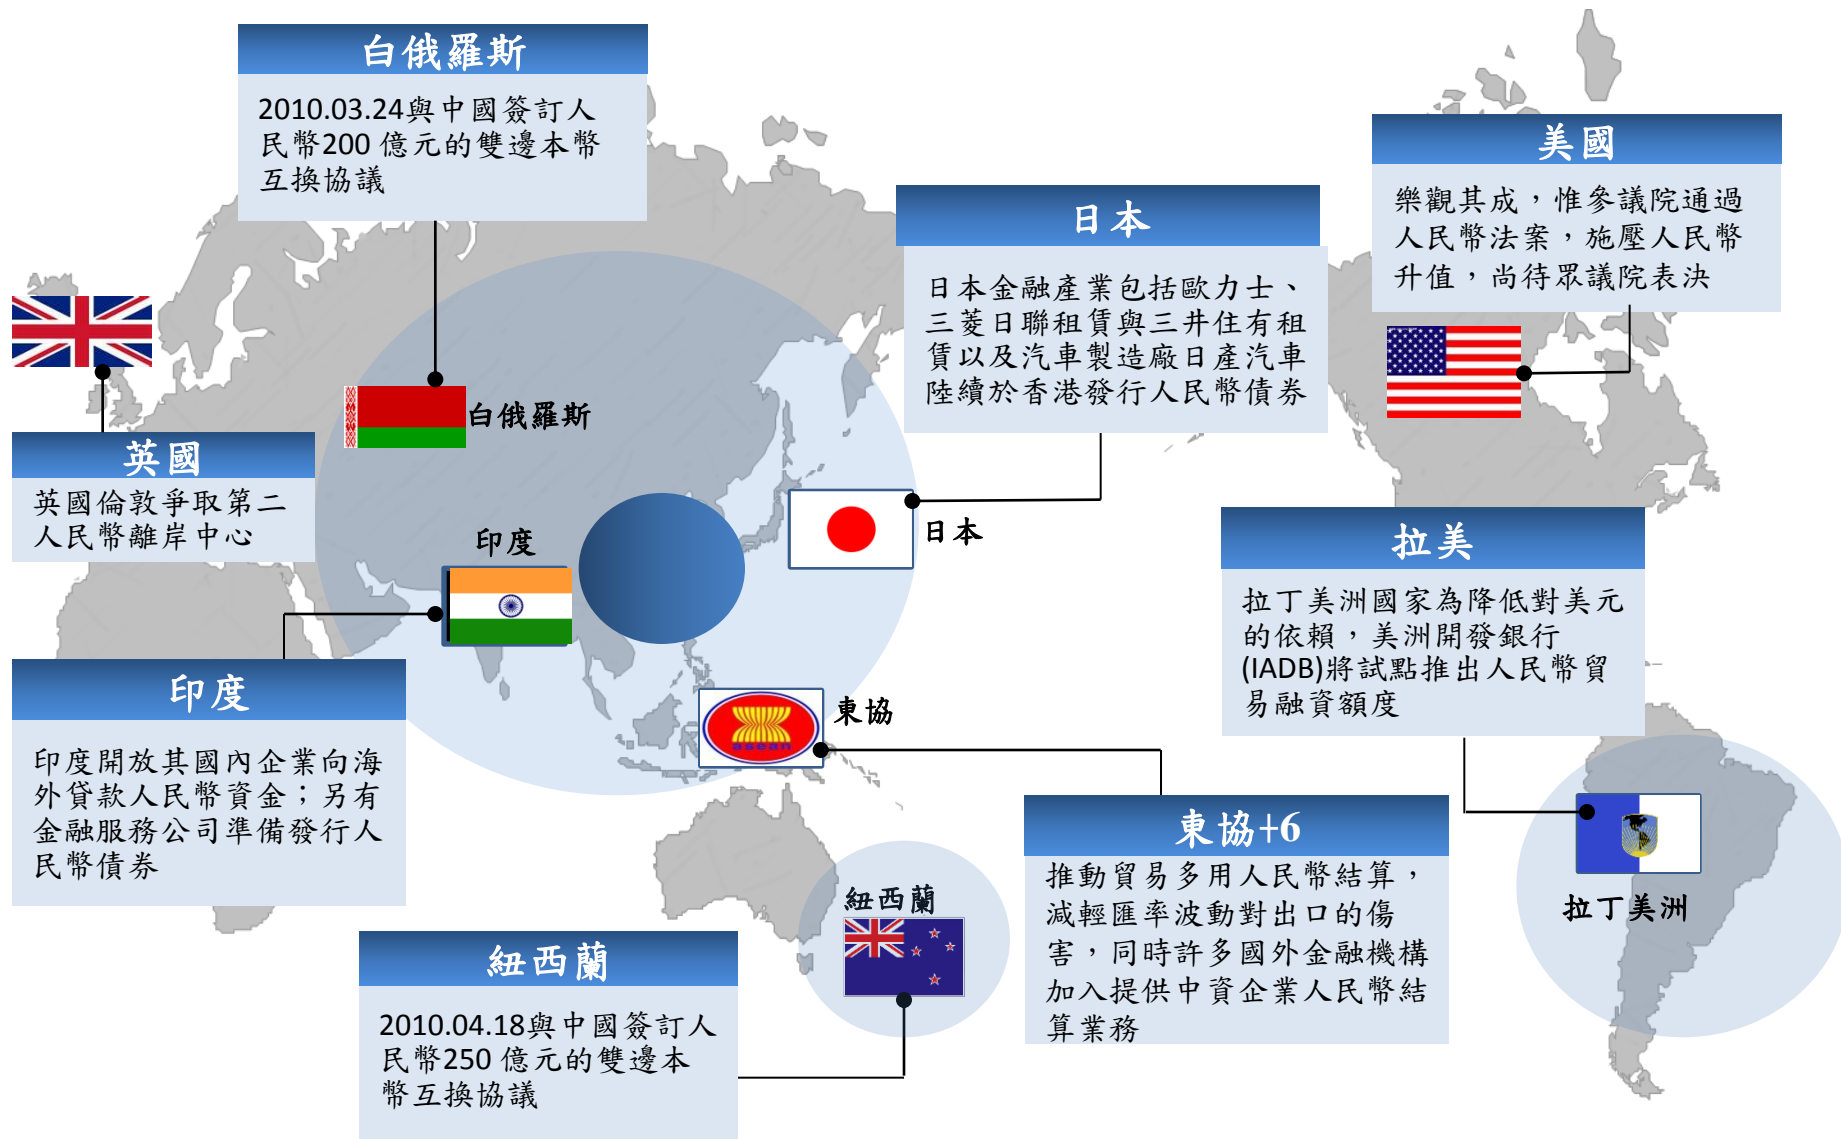 白俄羅斯
2010.03.24與中國簽訂人
民幣200 億元的雙邊本幣
互換協議
美國
樂觀其成，惟參議院通過
人民幣法案，施壓人民幣
升值，尚待眾議院表決
日本
日本金融產業包括歐力士、
三菱日聯租賃與三井住有租
賃以及汽車製造廠日產汽車
陸續於香港發行人民幣債券
白俄羅斯
英國
英國倫敦爭取第二
人民幣離岸中心
印度
日本
拉美
拉丁美洲國家為降低對美元
的依賴，美洲開發銀行
(IADB)將試點推出人民幣貿
易融資額度
印度
印度開放其國內企業向海
外貸款人民幣資金；另有
金融服務公司準備發行人
民幣債券
東協
asean
東協+6
推動貿易多用人民幣結算，
減輕匯率波動對出口的傷
害，同時許多國外金融機構
加入提供中資企業人民幣結
算業務
紐西蘭
拉丁美洲
紐西蘭
2010.04.18與中國簽訂人
民幣250 億元的雙邊本
幣互換協議